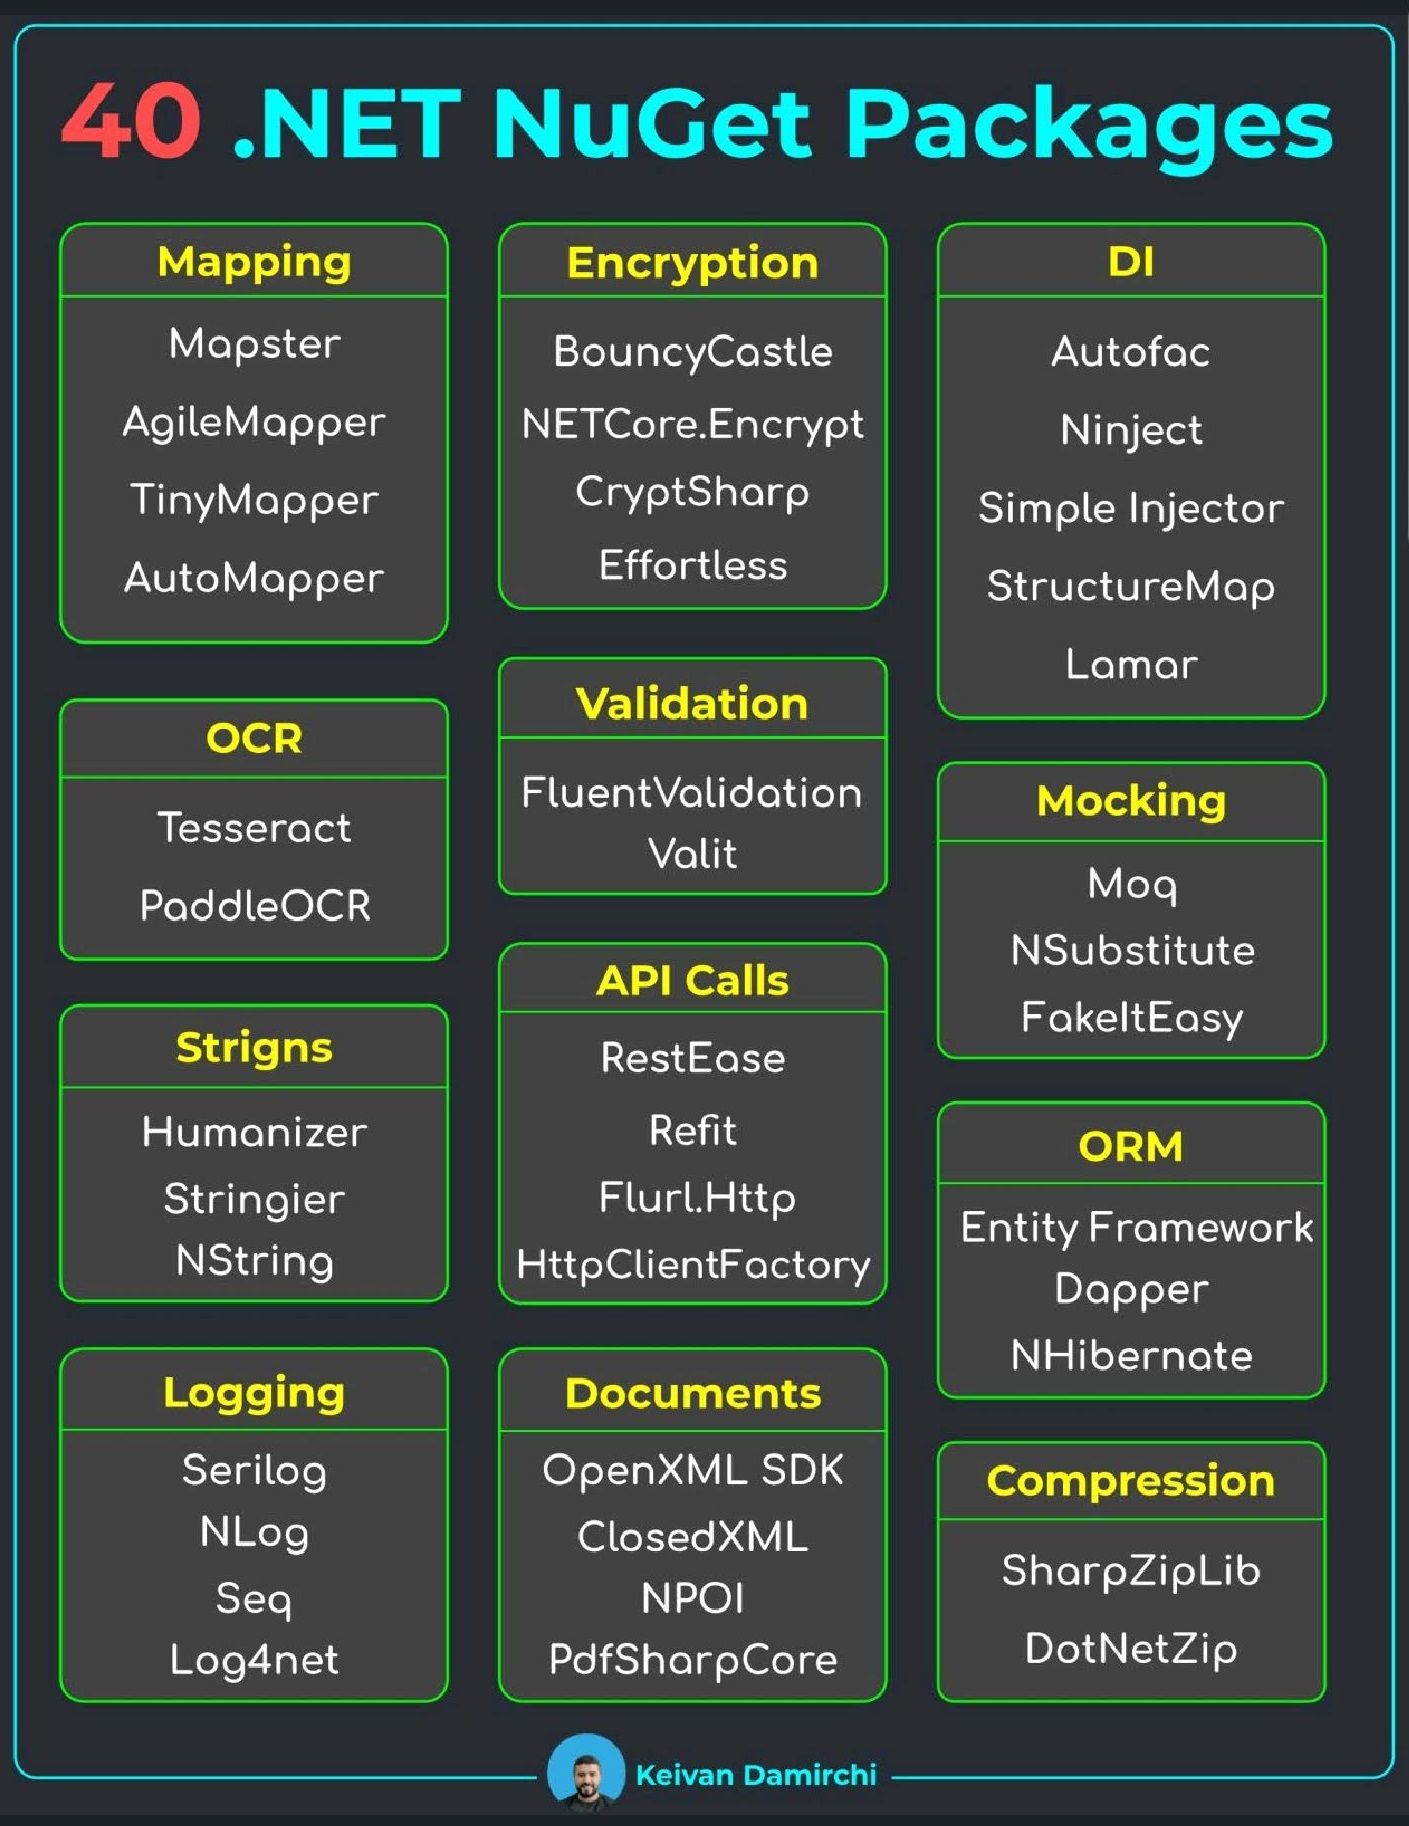 40 .NET NuGet Packages
Mapping
Mapster
AgileMapper
TinyMapper
AutoMapper
OCR
Tesseract
PaddleOCR
Strigns
Humanizer
Stringier
NString
Logging
Serilog
NLog
Seq
Log4net
Encryption
BouncyCastle
NETCore.Encrypt
CryptSharp
Effortless
Validation
FluentValidation
Valit
API Calls
RestEase
Refit
Flurl.Http
HttpClientFactory
Documents
OpenXML SDK
ClosedXML
NPOI
PdfSharpCore
DI
Autofac
Ninject
Simple Injector
StructureMap
Lamar
Mocking
Moq
NSubstitute
FakeItEasy
ORM
Entity Framework
Dapper
NHibernate
Compression
SharpZipLib
DotNetZip
Keivan Damirchi